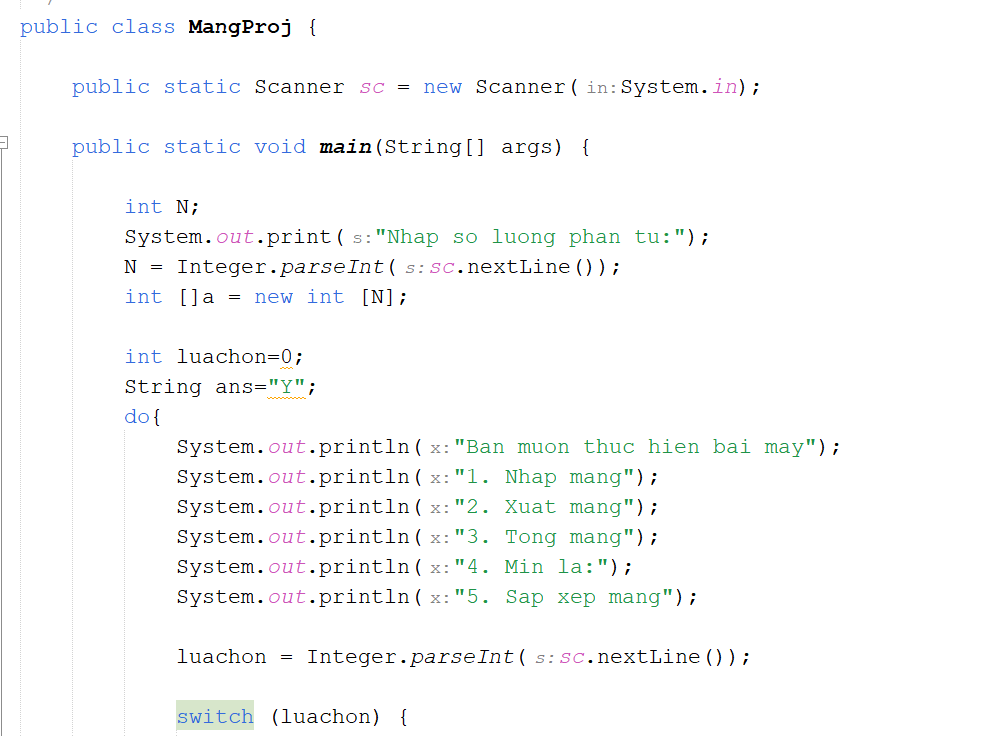 public class MangProj {
public static Scanner sc = new Scanner( in:System.in);
public static void main(String[] args) {
int N;
System.out.print( s:"Nhap so luong phan tu:");
N = Integer.parseInt( s:sc.nextLine());
int []a = new int [N];
int luachon=0;
String ans="Y";
do{
System.out.println( x:"Ban muon thuc hien bai may");
System.out.println( x:"1. Nhap mang");
System.out.println( x:"2. Xuat mang");
System.out.println( x:"3. Tong mang");
System.out.println( x:"4. Min la:");
System.out.println( x:"5. Sap xep mang");
luachon = Integer.parseInt( s:sc.nextLine());
switch (luachon) {